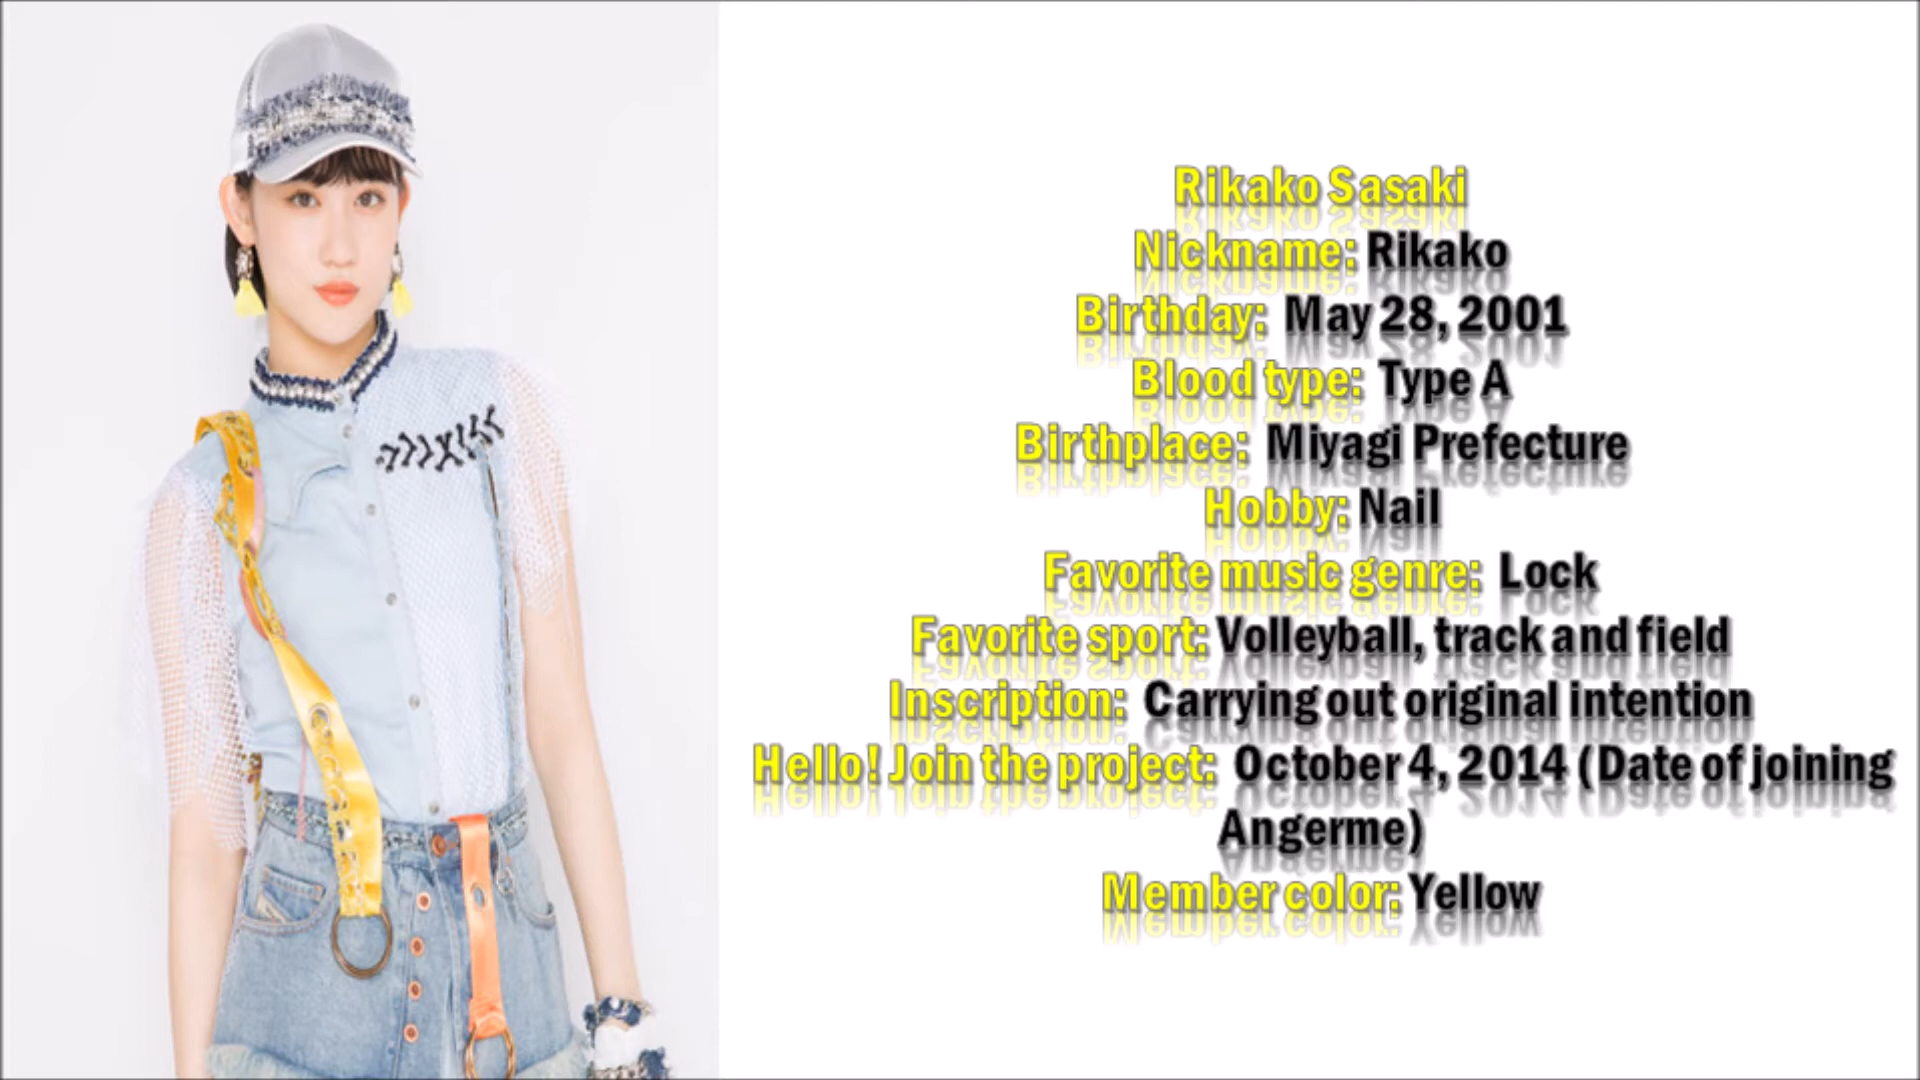 Rikako Sasaki
Nickname: Rikako
Birthday: May 28, 2001
Blood type: Type A
Birthplace: Miyagi Prefecture
Hobby: Nail
Favorite music genre: Lock
Favorite sport: Volleyball, track and field
Inscription: Carrying out original intention
Hello! Join the project: October 4, 2014 (Date of joining
Angerme)
Member color: Yellow